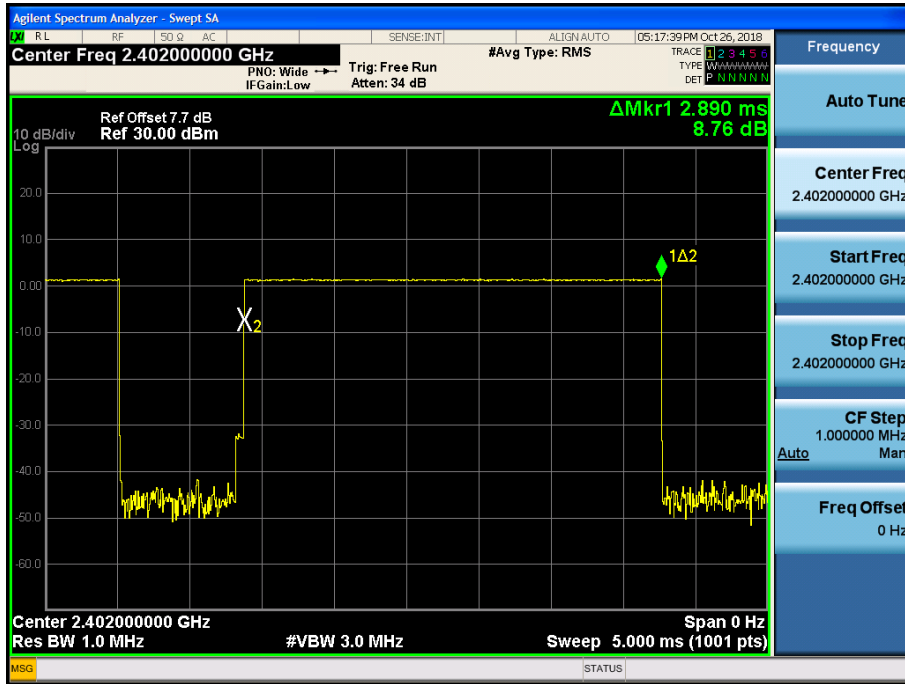 Agilent Spectrum Analyzer - Swept SA
LXI RL RF 50 Ω AC SENSE:INT ALIGN AUTO 05:17:39 PM Oct 26, 2018
Center Freq 2.402000000 GHz
PNO: Wide
IFGain:Low
Trig: Free Run
Atten: 34 dB
#Avg Type: RMS
TRACE 1 2 3 4 5 6
TYPE WWWWWW
DET P N N N N N
Ref Offset 7.7 dB
10 dB/div Ref 30.00 dBm
Log
ΔMkr1 2.890 ms
8.76 dB
20.0
10.0
0.00
-10.0
-20.0
-30.0
-40.0
-50.0
-60.0
1Δ2
2
Center 2.402000000 GHz Span 0 Hz
Res BW 1.0 MHz #VBW 3.0 MHz Sweep 5.000 ms (1001 pts)
MSG STATUS
Frequency
Auto Tune
Center Freq
2.402000000 GHz
Start Freq
2.402000000 GHz
Stop Freq
2.402000000 GHz
CF Step
1.000000 MHz
Auto Man
Freq Offset
0 Hz